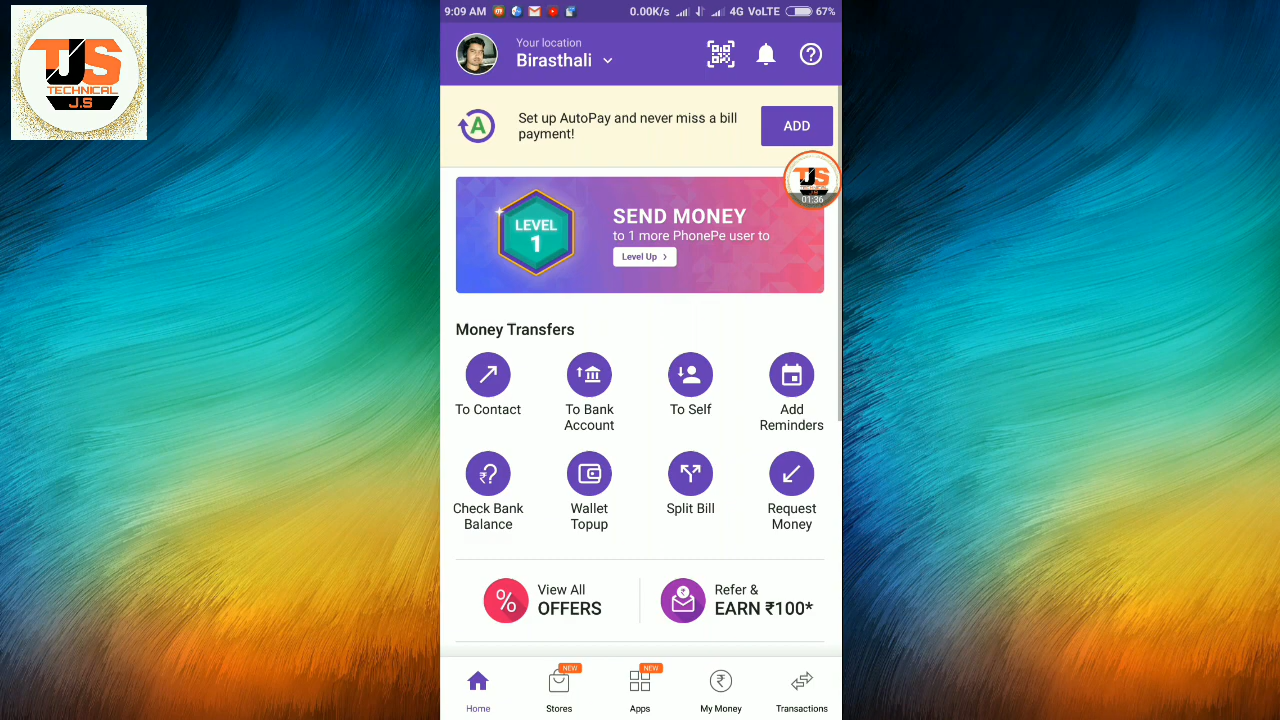 TJS
TECHNICAL
J.S
9:09 AM
0.00K/s
4G VoLTE
67%
Your location
Birasthali
Set up AutoPay and never miss a bill
payment!
A
ADD
TJS
TECHNICAL
01:36
LEVEL
1
SEND MONEY
to 1 more PhonePe user to
Level Up >
Money Transfers
To Contact
To Bank
Account
To Self
Add
Reminders
Check Bank
Balance
Wallet
Topup
Split Bill
Request
Money
View All
OFFERS
Refer &
EARN ₹100*
Home
NEW
Stores
NEW
Apps
My Money
Transactions